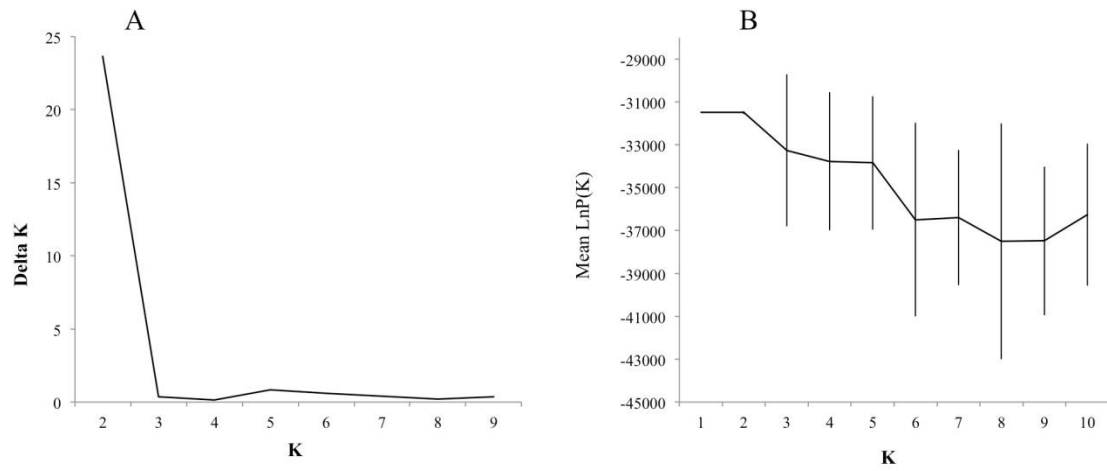 A
25
20
15
10
5
0
Delta K
2 3 4 5 6 7 8 9
K
B
-29000
-31000
-33000
-35000
-37000
-39000
-41000
-43000
-45000
Mean LnP(K)
1 2 3 4 5 6 7 8 9 10
K